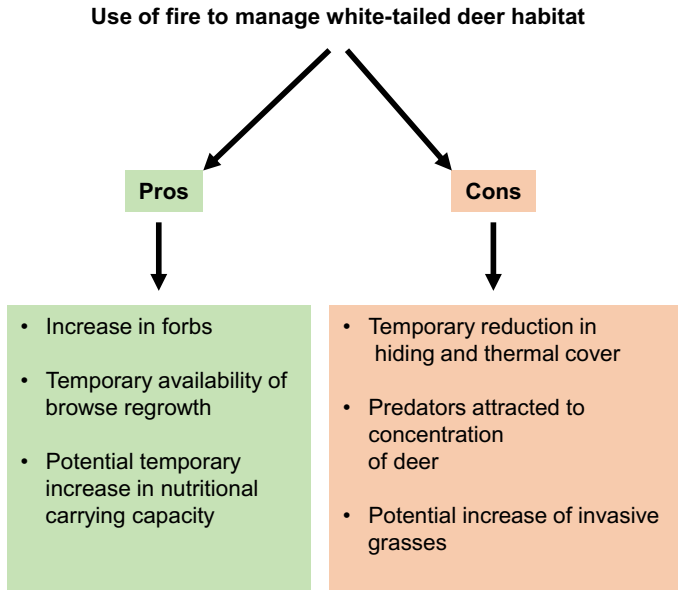 Use of fire to manage white-tailed deer habitat
Pros
Cons
• Increase in forbs
• Temporary availability of
browse regrowth
• Potential temporary
increase in nutritional
carrying capacity
• Temporary reduction in
hiding and thermal cover
• Predators attracted to
concentration
of deer
• Potential increase of invasive
grasses